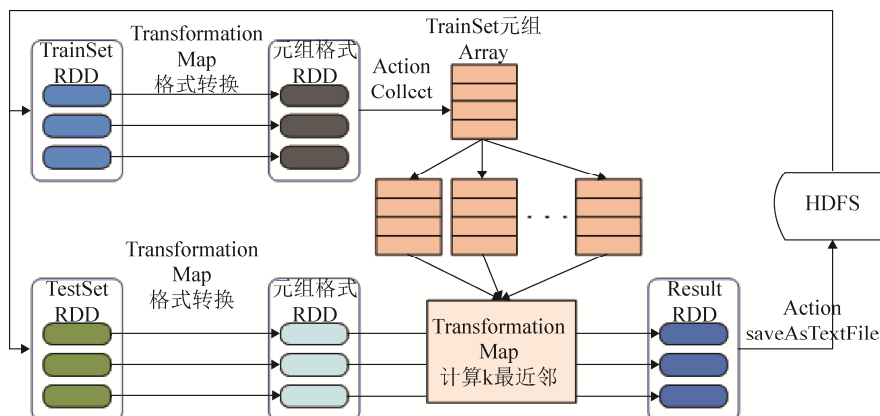 TrainSet
RDD
Transformation
Map
格式转换
元组格式
RDD
Action
Collect
TrainSet元组
Array
HDFS
TestSet
RDD
Transformation
Map
格式转换
元组格式
RDD
Transformation
Map
计算k最近邻
Result
RDD
Action
saveAsTextFile